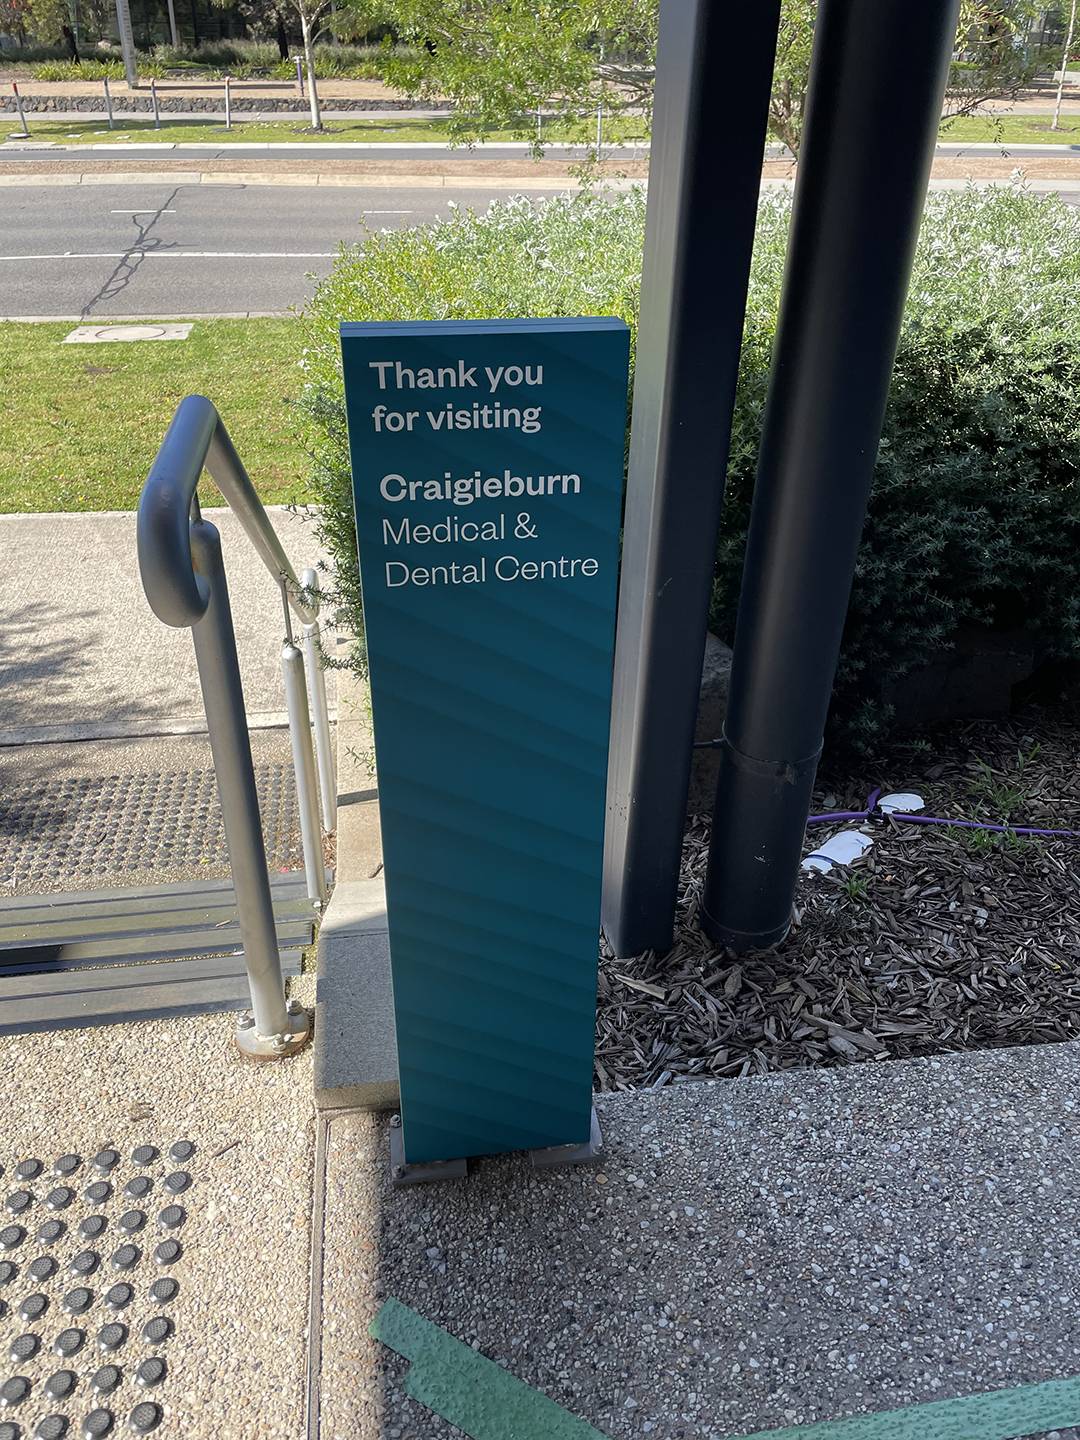 Thank you
for visiting
Craigieburn
Medical &
Dental Centre